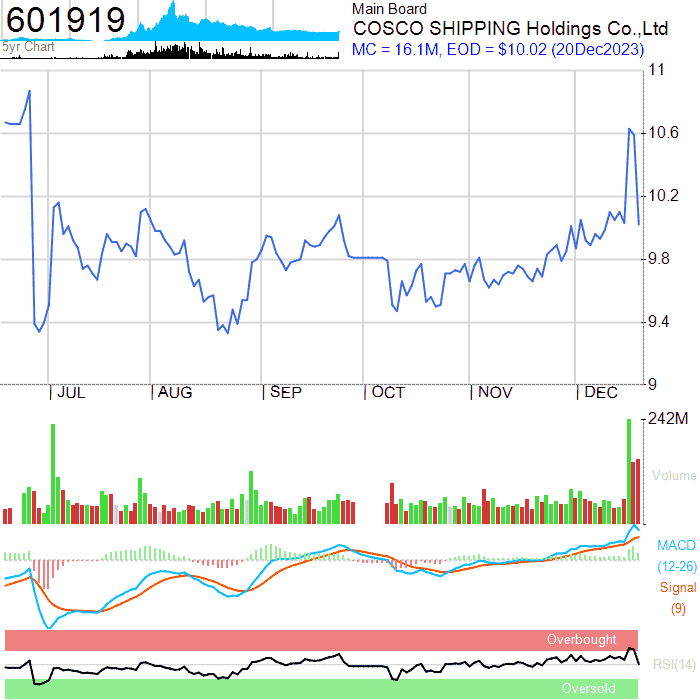 601919
5yr Chart
Main Board
COSCO SHIPPING Holdings Co.,Ltd
MC = 16.1M, EOD = $10.02 (20Dec2023)
11
10.6
10.2
9.8
9.4
9
JUL
AUG
SEP
OCT
NOV
DEC
242M
Volume
MACD
(12-26)
Signal
(9)
Overbought
RSI(14)
Oversold